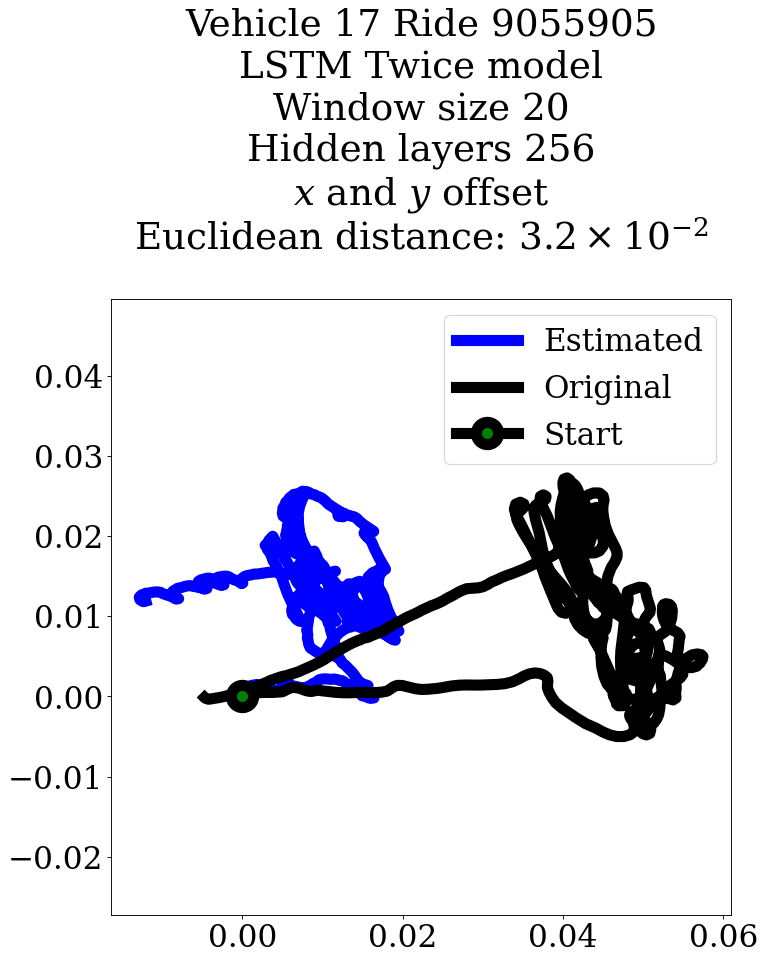 Vehicle 17 Ride 9055905
LSTM Twice model
Window size 20
Hidden layers 256
x and y offset
Euclidean distance: 3.2 × 10⁻²
Estimated
Original
Start
0.04
0.03
0.02
0.01
0.00
−0.01
−0.02
0.00 0.02 0.04 0.06